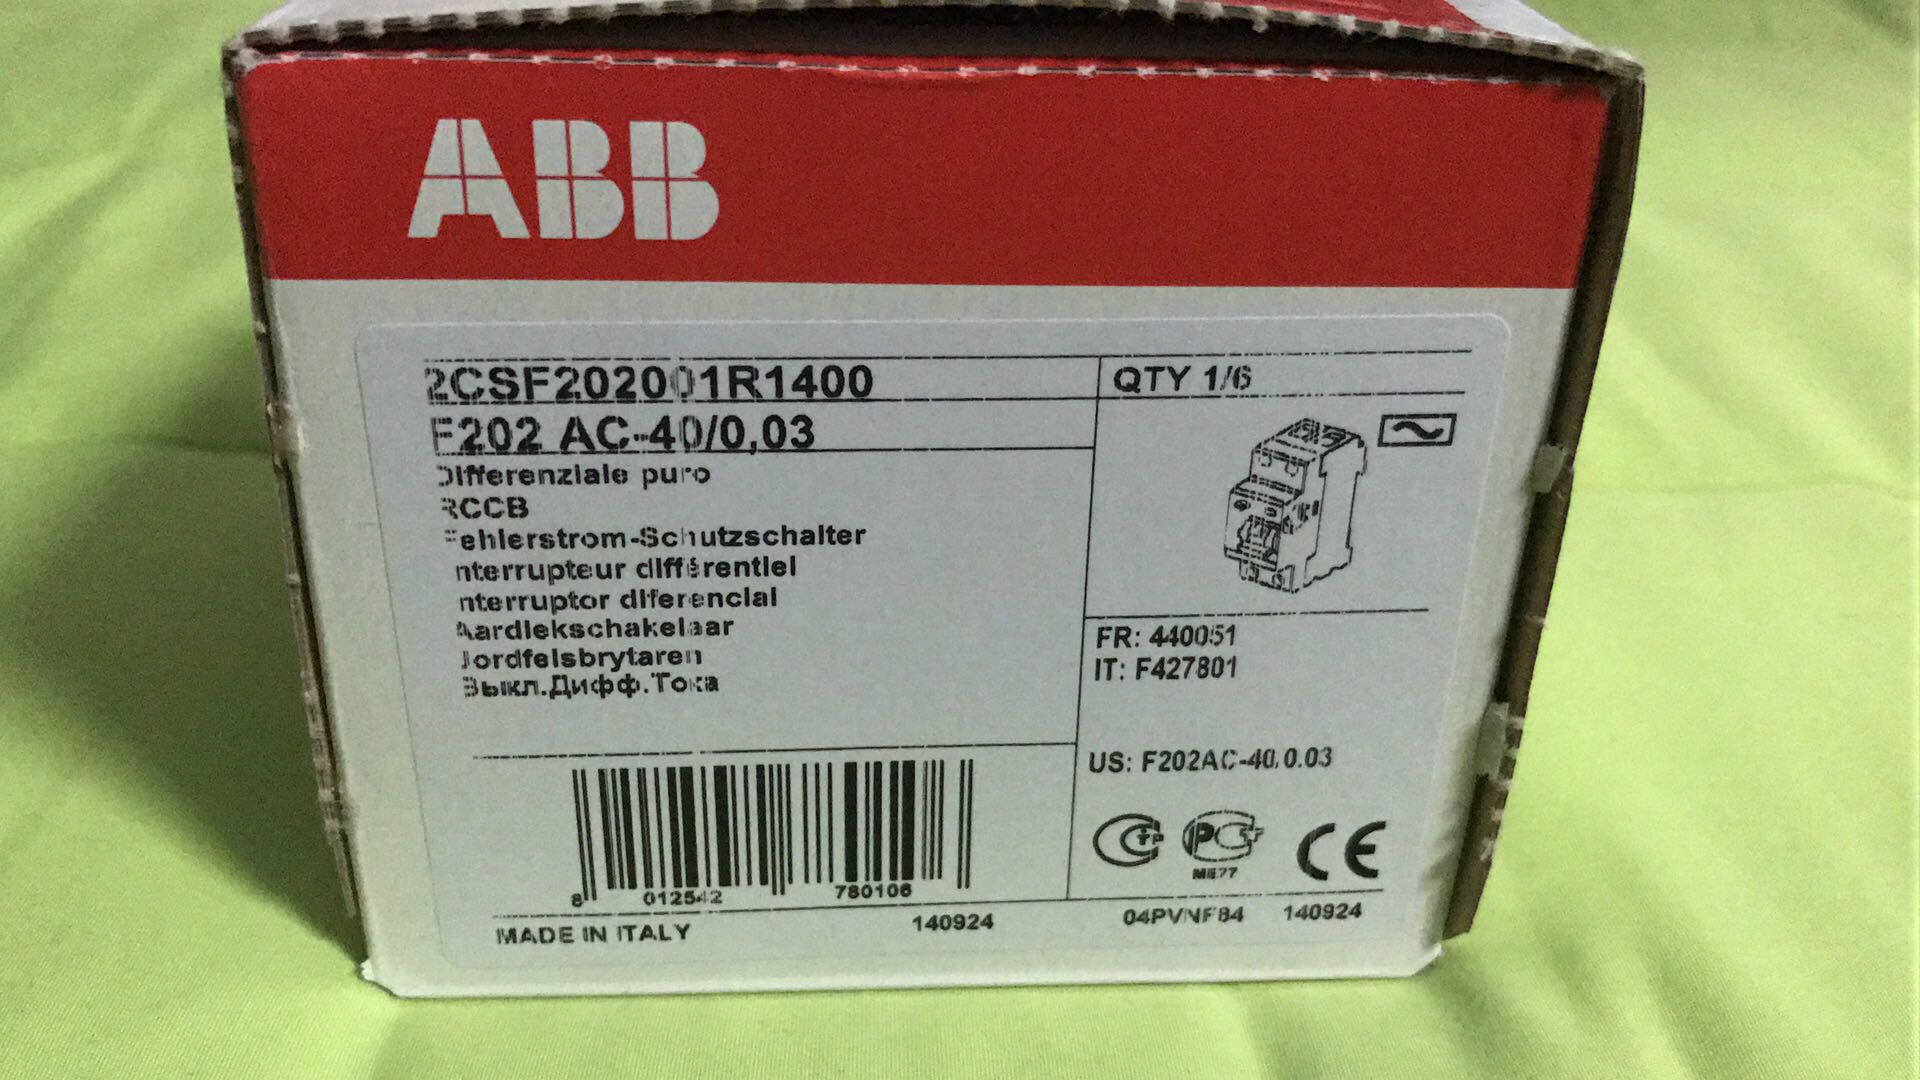 ABB
2CSF202001R1400
QTY 1/6
F202 AC-40/0,03
Differenziale puro
RCCB
Fehlerstrom-Schutzschalter
Interrupteur différentiel
Interruptor diferencial
Aardlekschakelaar
Jordfelsbrytaren
Выкл.Дифф.Тока
FR: 440051
IT: F427801
US: F202AC-40/0.03
ME77
CE
8 012542 780106
MADE IN ITALY
140924
04PVNF84 140924